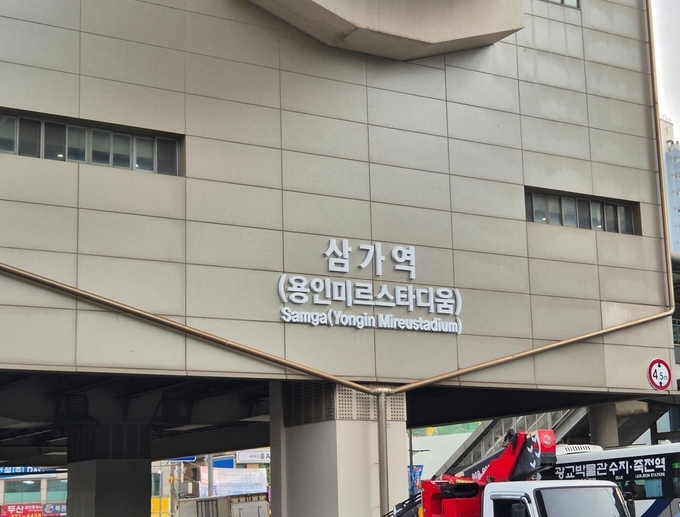 삼가역
(용인미르스타디움)
Samga(Yongin Mireustadium)
4.5m
광교박물관 수지·죽전역
두산